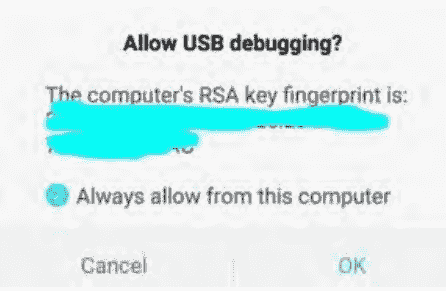 Allow USB debugging?
The computer's RSA key fingerprint is:
Always allow from this computer
Cancel
OK